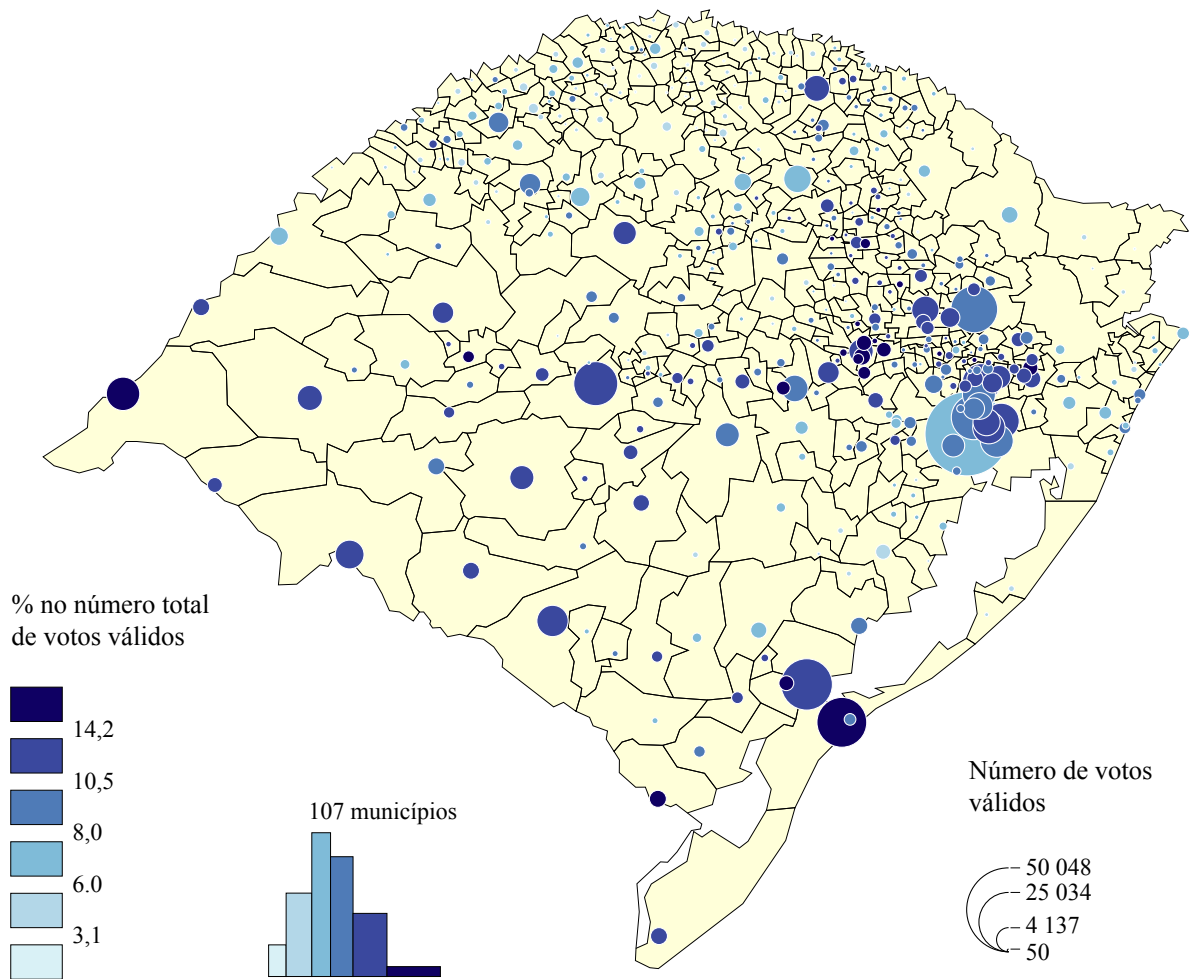 % no número total
de votos válidos
14,2
10,5
8,0
6.0
3,1
107 municípios
Número de votos
válidos
50 048
25 034
4 137
50